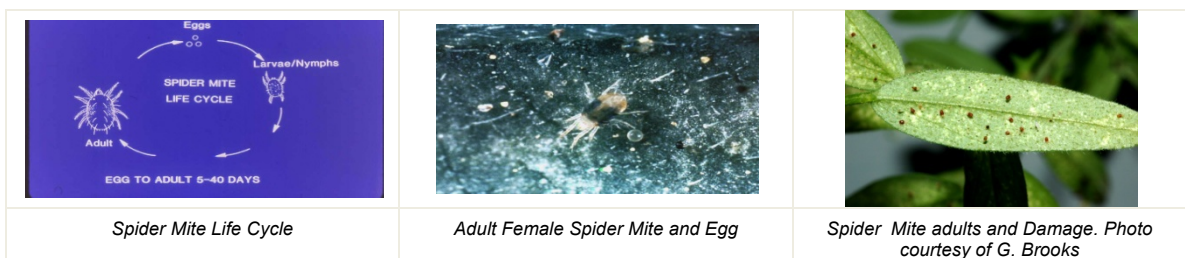 Eggs
Larvae/Nymphs
SPIDER MITE
LIFE CYCLE
Adult
EGG TO ADULT 5-40 DAYS
Spider Mite Life Cycle
Adult Female Spider Mite and Egg
Spider Mite adults and Damage. Photo
courtesy of G. Brooks